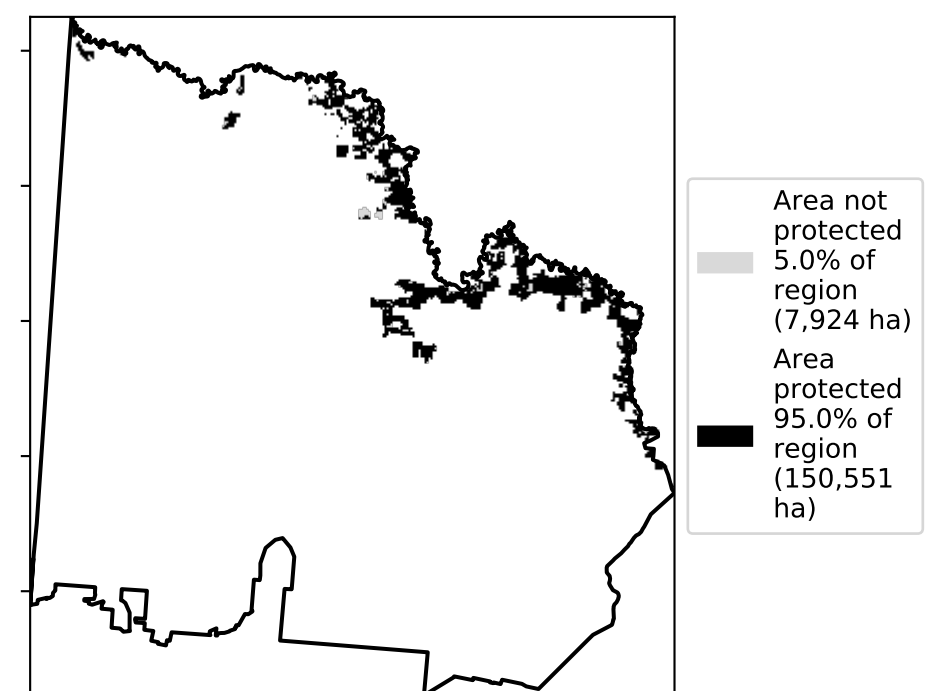 Area not
protected
5.0% of
region
(7,924 ha)
Area
protected
95.0% of
region
(150,551
ha)